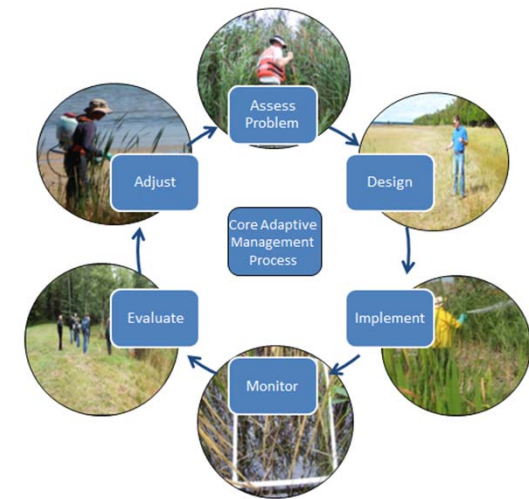 Assess
Problem
Design
Implement
Monitor
Evaluate
Adjust
Core Adaptive
Management
Process